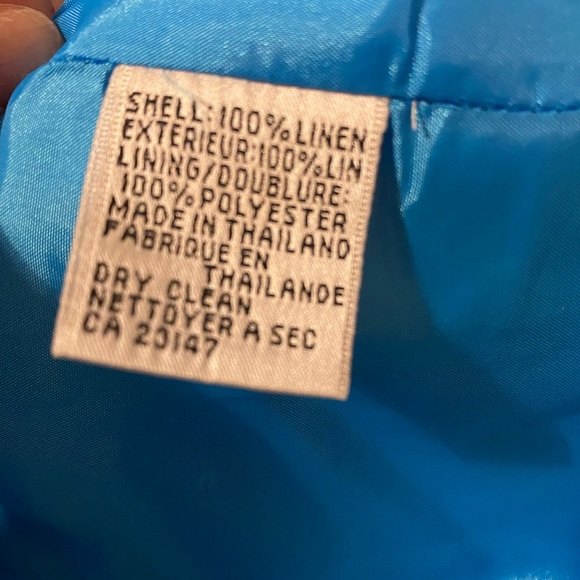 SHELL: 100% LINEN
EXTERIEUR: 100% LIN
LINING/DOUBLURE:
100% POLYESTER
MADE IN THAILAND
FABRIQUE EN
THAILANDE
DRY CLEAN
NETTOYER A SEC
CA 20147